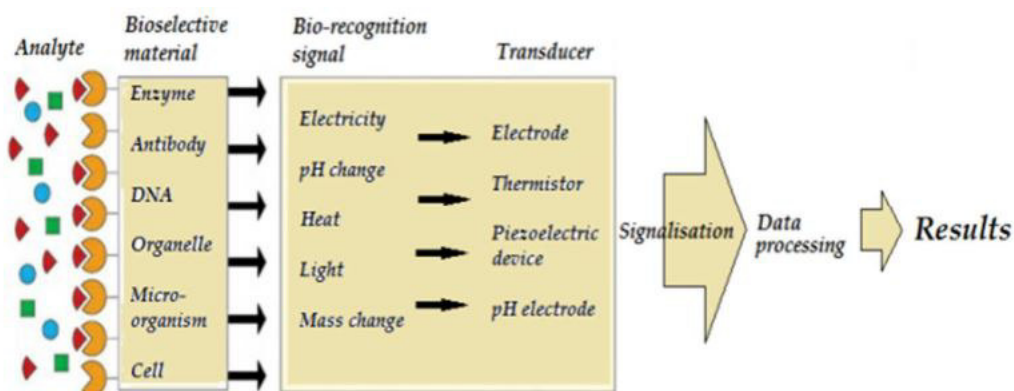 Analyte
Bioselective
material
Bio-recognition
signal
Transducer
Enzyme
Antibody
DNA
Organelle
Micro-
organism
Cell
Electricity
pH change
Heat
Light
Mass change
Electrode
Thermistor
Piezoelectric
device
pH electrode
Signalisation
Data
processing
Results